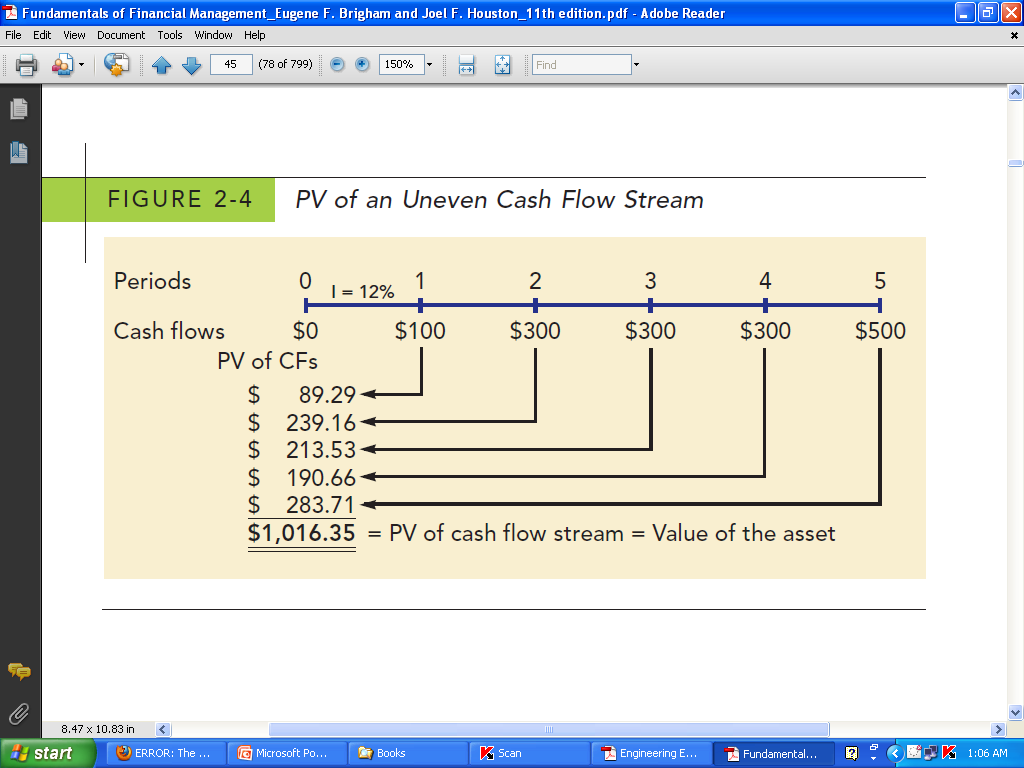 Fundamentals of Financial Management_Eugene F. Brigham and Joel F. Houston_11th edition.pdf - Adobe Reader
File Edit View Document Tools Window Help
45 (78 of 799) 150% Find
FIGURE 2-4 PV of an Uneven Cash Flow Stream
Periods 0 1 2 3 4 5
I = 12%
Cash flows $0 $100 $300 $300 $300 $500
PV of CFs
$ 89.29
$ 239.16
$ 213.53
$ 190.66
$ 283.71
$1,016.35 = PV of cash flow stream = Value of the asset
8.47 x 10.83 in
start ERROR: The ... Microsoft Po... Books Scan Engineering E... Fundamental... 1:06 AM